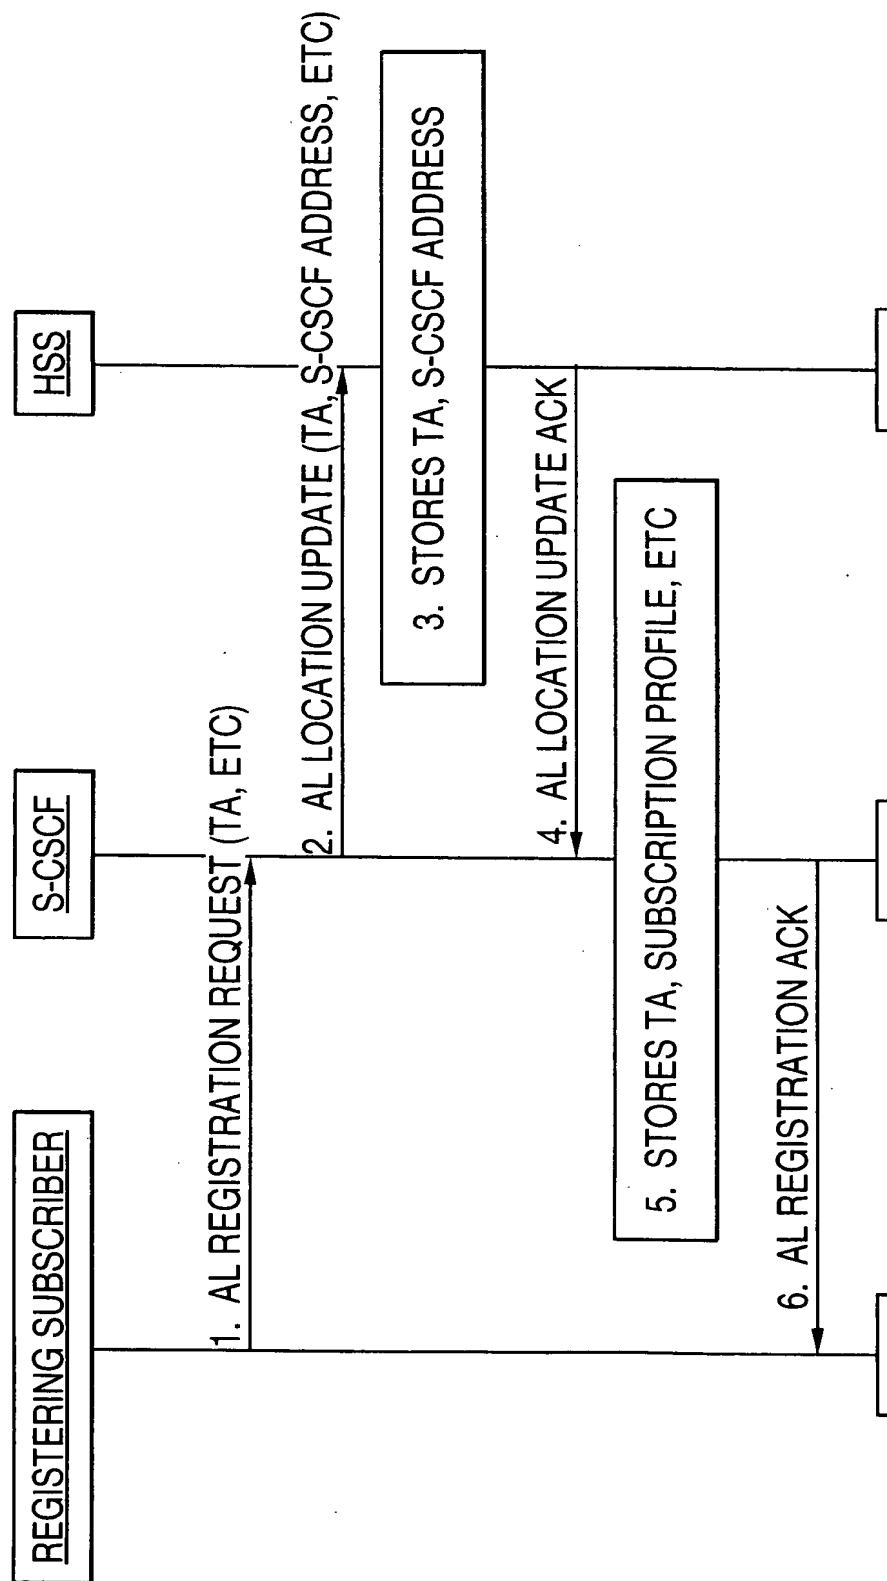 REGISTERING SUBSCRIBER
S-CSCF
HSS
1. AL REGISTRATION REQUEST (TA, ETC)
2. AL LOCATION UPDATE (TA, S-CSCF ADDRESS, ETC)
3. STORES TA, S-CSCF ADDRESS
4. AL LOCATION UPDATE ACK
5. STORES TA, SUBSCRIPTION PROFILE, ETC
6. AL REGISTRATION ACK